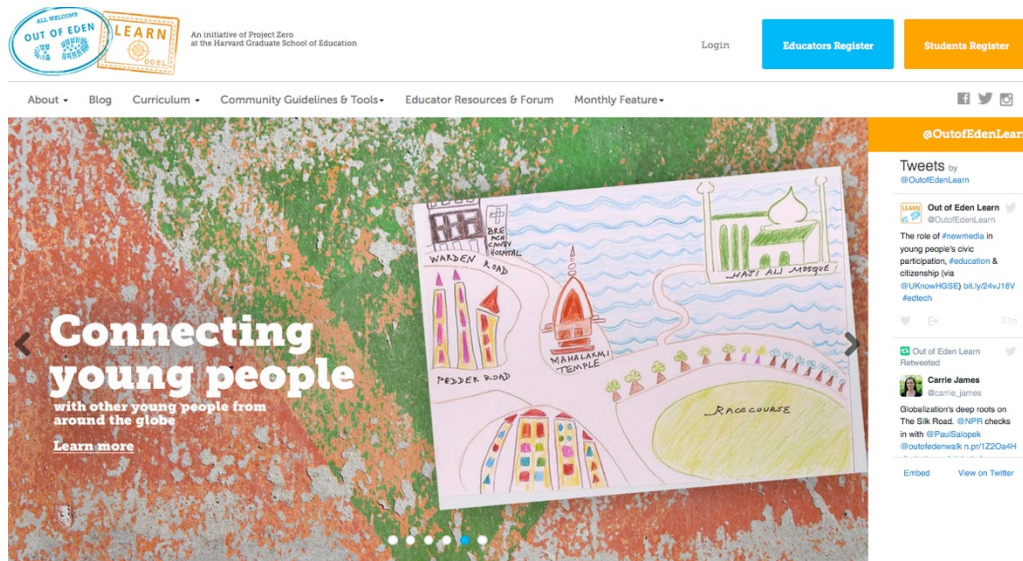 ALL WELCOME
OUT OF EDEN
LEARN
OOEL
An initiative of Project Zero
at the Harvard Graduate School of Education
Login
Educators Register
Students Register
About
Blog
Curriculum
Community Guidelines & Tools
Educator Resources & Forum
Monthly Feature
@OutofEdenLearn
Connecting
young people
with other young people from
around the globe
Learn more
BRE
ACH
CANDY
HOSPITAL
WARDEN ROAD
HAJI ALI MOSQUE
MAHALAXMI
TEMPLE
PEDDER ROAD
RACECOURSE
Tweets by
@OutofEdenLearn
LEARN
Out of Eden Learn
@OutofEdenLearn
The role of #newmedia in
young people's civic
participation, #education &
citizenship (via
@UKnowHGSE) bit.ly/24vJ18V
#edtech
57m
Out of Eden Learn
Retweeted
Carrie James
@carrie_james
Globalization's deep roots on
The Silk Road. @NPR checks
in with @PaulSalopek
@outofedenwalk n.pr/1Z2Oa4H
Embed
View on Twitter